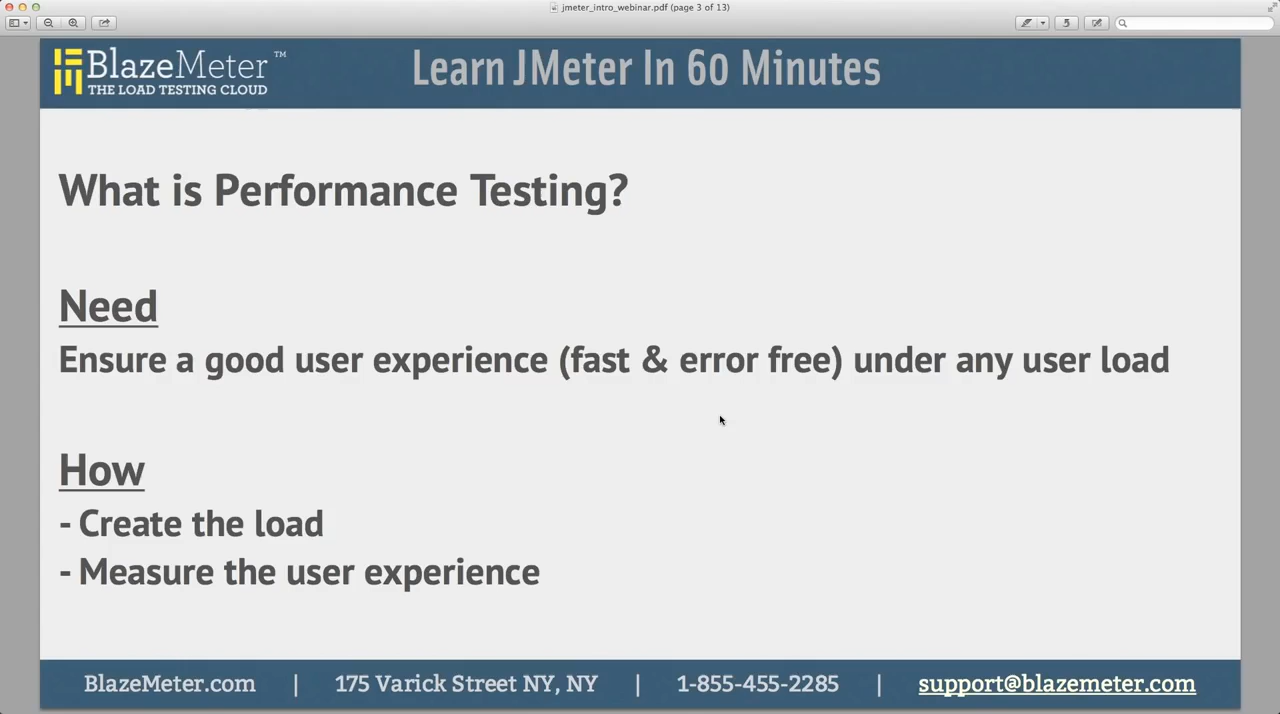 jmeter_intro_webinar.pdf (page 3 of 13)
BlazeMeter™
THE LOAD TESTING CLOUD
Learn JMeter In 60 Minutes
What is Performance Testing?
Need
Ensure a good user experience (fast & error free) under any user load
How
- Create the load
- Measure the user experience
BlazeMeter.com | 175 Varick Street NY, NY | 1-855-455-2285 | support@blazemeter.com